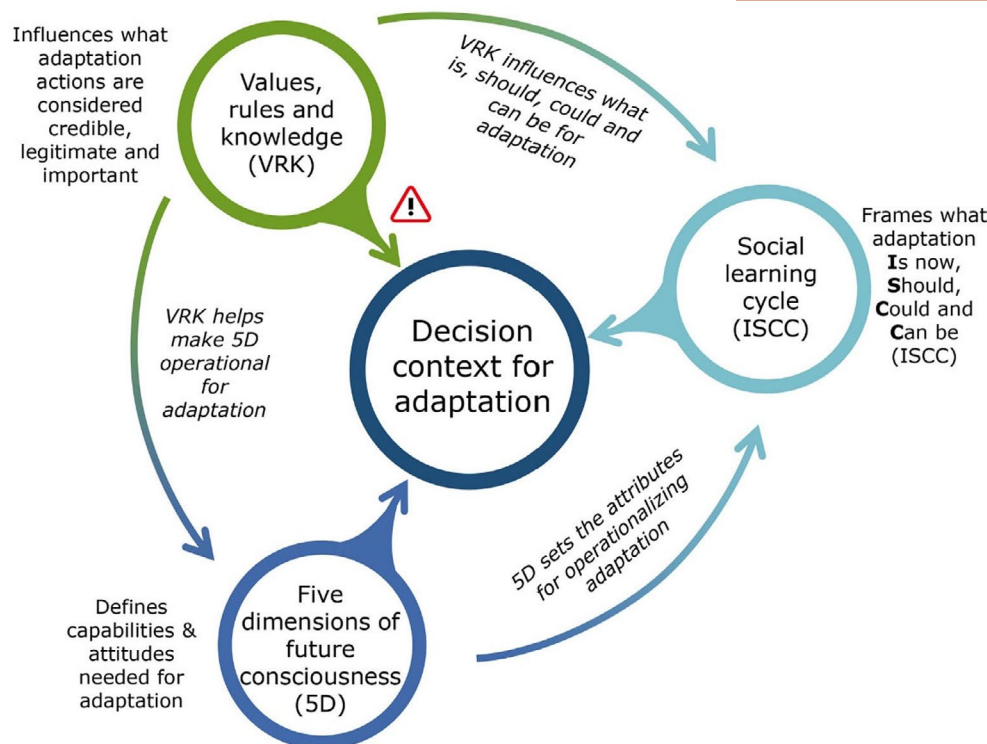 Influences what
adaptation
actions are
considered
credible,
legitimate and
important
Values,
rules and
knowledge
(VRK)
VRK influences what
is, should, could and
can be for
adaptation
!
Social
learning
cycle
(ISCC)
Frames what
adaptation
Is now,
Should,
Could and
Can be
(ISCC)
Decision
context for
adaptation
VRK helps
make 5D
operational
for
adaptation
5D sets the attributes
for operationalizing
adaptation
Five
dimensions of
future
consciousness
(5D)
Defines
capabilities &
attitudes
needed for
adaptation